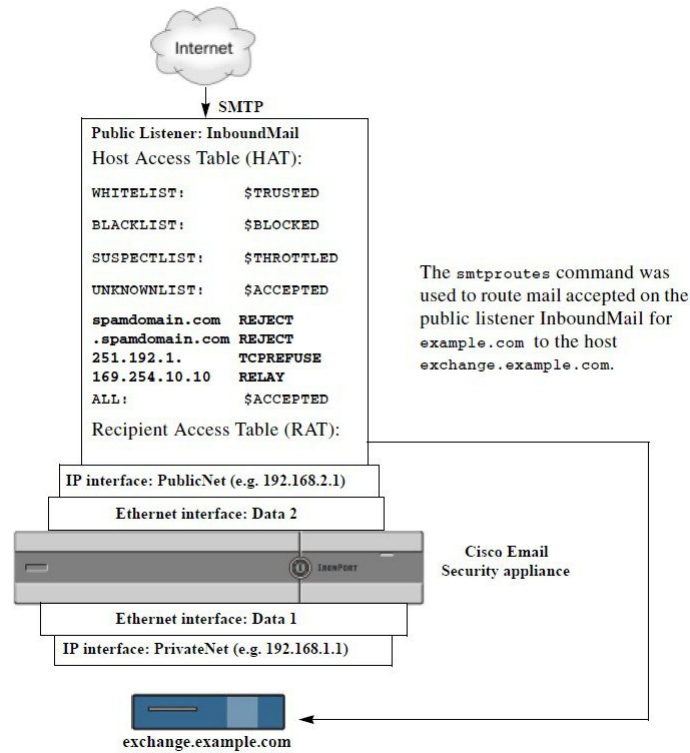 Internet
SMTP
Public Listener: InboundMail
Host Access Table (HAT):
WHITELIST: $TRUSTED
BLACKLIST: $BLOCKED
SUSPECTLIST: $THROTTLED
UNKNOWNLIST: $ACCEPTED
spamdomain.com REJECT
.spamdomain.com REJECT
251.192.1. TCPREFUSE
169.254.10.10 RELAY
ALL: $ACCEPTED
Recipient Access Table (RAT):
The smtproutes command was
used to route mail accepted on the
public listener InboundMail for
example.com to the host
exchange.example.com.
IP interface: PublicNet (e.g. 192.168.2.1)
Ethernet interface: Data 2
IRONPORT
Cisco Email
Security appliance
Ethernet interface: Data 1
IP interface: PrivateNet (e.g. 192.168.1.1)
exchange.example.com